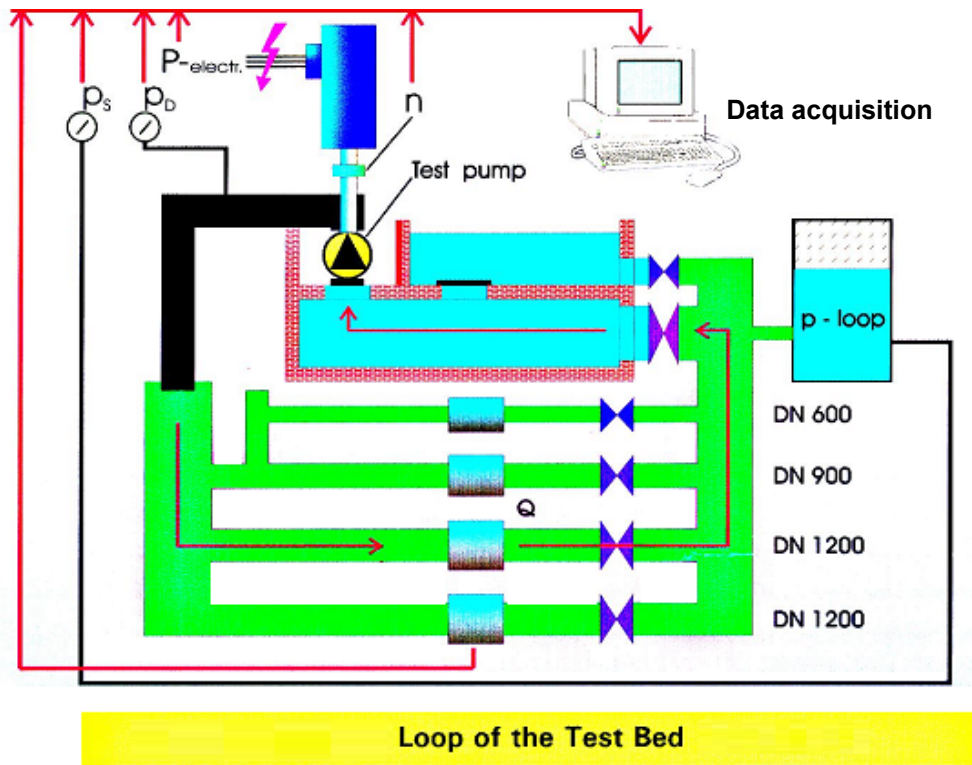 P-electr.
pS
pD
n
Data acquisition
Test pump
p - loop
DN 600
DN 900
Q
DN 1200
DN 1200
Loop of the Test Bed